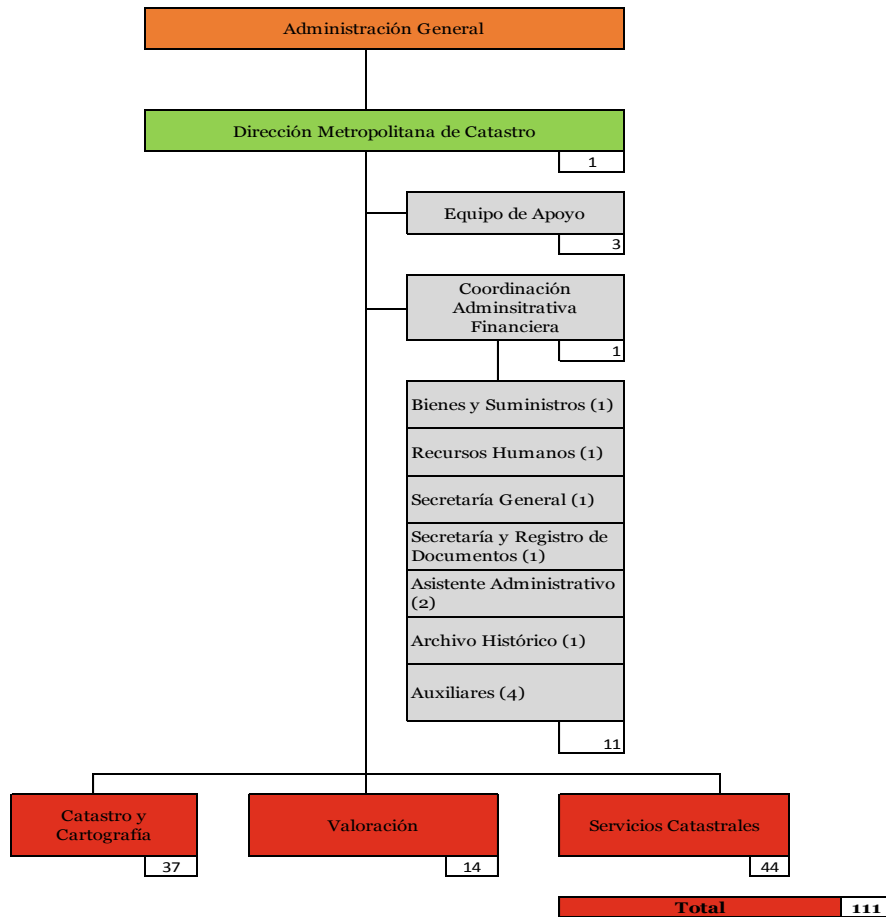 Administración General
Dirección Metropolitana de Catastro
1
Equipo de Apoyo
3
Coordinación
Adminsitrativa
Financiera
1
Bienes y Suministros (1)
Recursos Humanos (1)
Secretaría General (1)
Secretaría y Registro de
Documentos (1)
Asistente Administrativo
(2)
Archivo Histórico (1)
Auxiliares (4)
11
Catastro y
Cartografía
37
Valoración
14
Servicios Catastrales
44
Total 111